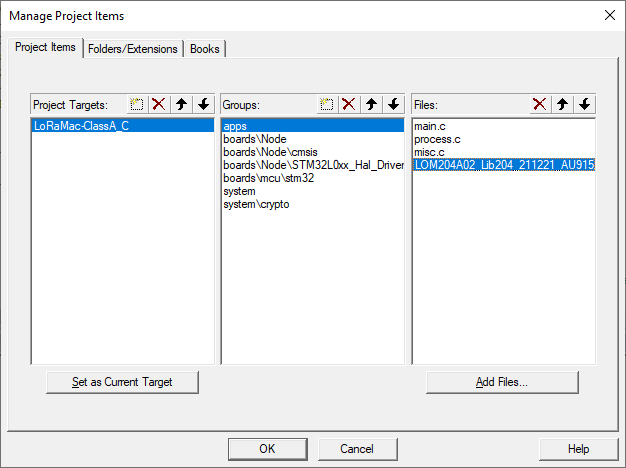 Manage Project Items
Project Items
Folders/Extensions
Books
Project Targets:
LoRaMac-ClassA_C
Set as Current Target
Groups:
apps
boards\Node
boards\Node\cmsis
boards\Node\STM32L0xx_Hal_Driver
boards\mcu\stm32
system
system\crypto
Files:
main.c
process.c
misc.c
LOM204A02_Lib204_211221_AU915
Add Files...
OK
Cancel
Help